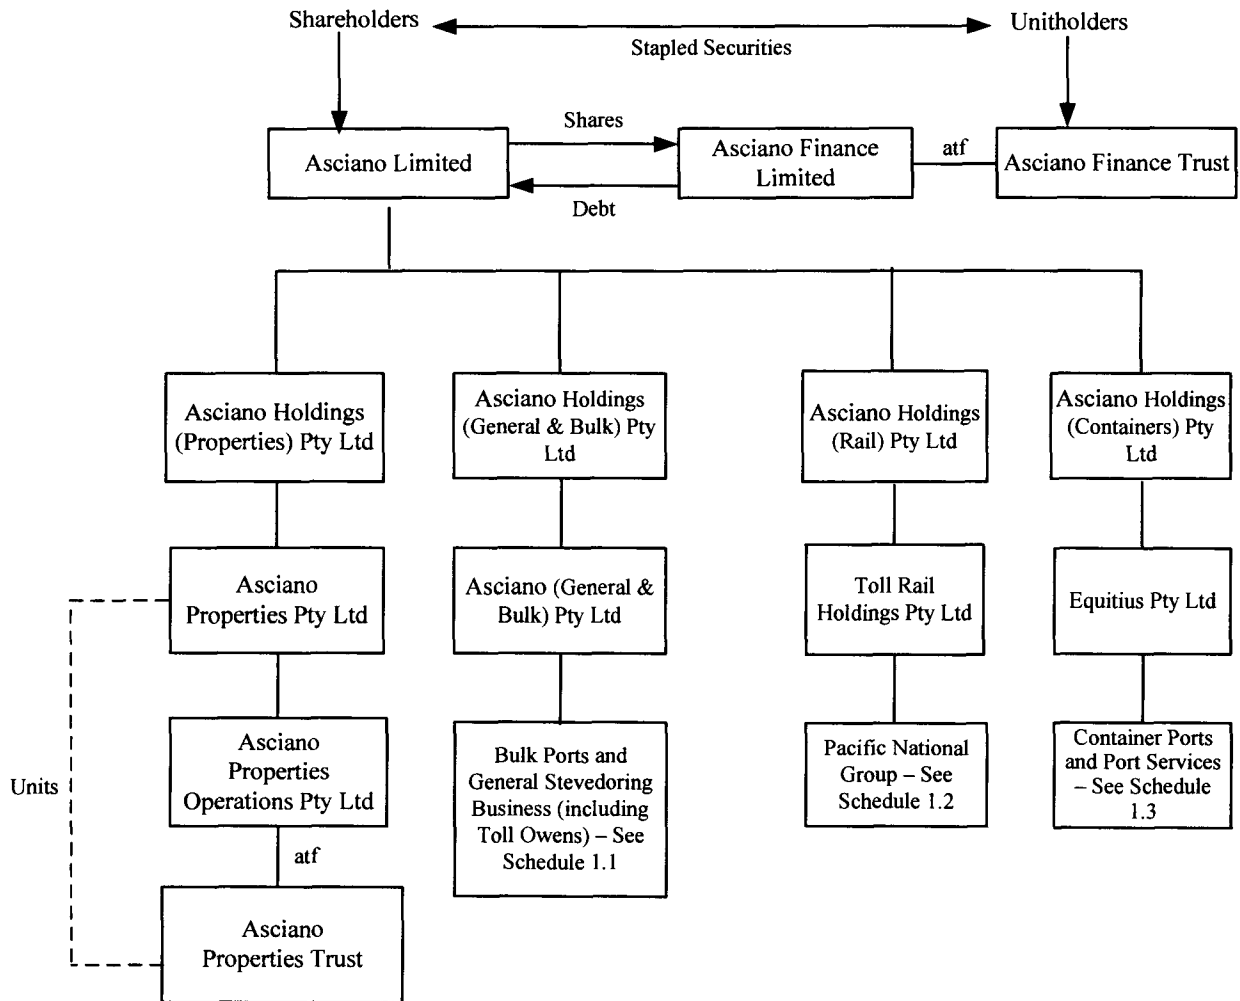 Shareholders
Unitholders
Stapled Securities
Shares
Asciano Limited
Asciano Finance
Limited
atf
Asciano Finance Trust
Debt
Asciano Holdings
(Properties) Pty Ltd
Asciano Holdings
(General & Bulk) Pty
Ltd
Asciano Holdings
(Rail) Pty Ltd
Asciano Holdings
(Containers) Pty
Ltd
Asciano
Properties Pty Ltd
Asciano (General &
Bulk) Pty Ltd
Toll Rail
Holdings Pty Ltd
Equitius Pty Ltd
Units
Asciano
Properties
Operations Pty Ltd
Bulk Ports and
General Stevedoring
Business (including
Toll Owens) – See
Schedule 1.1
Pacific National
Group – See
Schedule 1.2
Container Ports
and Port Services
– See Schedule
1.3
atf
Asciano
Properties Trust